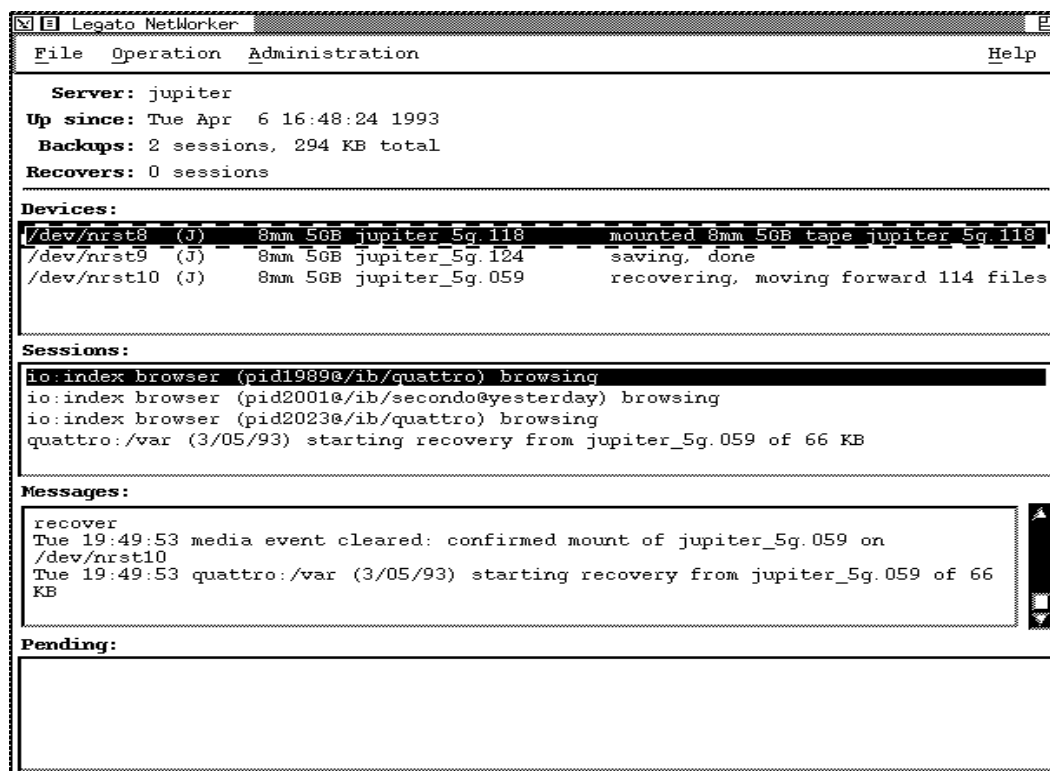 Legato NetWorker
File Operation Administration Help
Server: jupiter
Up since: Tue Apr 6 16:48:24 1993
Backups: 2 sessions, 294 KB total
Recovers: 0 sessions
Devices:
/dev/nrst8 (J) 8mm 5GB jupiter_5g.118 mounted 8mm 5GB tape jupiter_5g.118
/dev/nrst9 (J) 8mm 5GB jupiter_5g.124 saving, done
/dev/nrst10 (J) 8mm 5GB jupiter_5g.059 recovering, moving forward 114 files
Sessions:
io:index browser (pid1989@/ib/quattro) browsing
io:index browser (pid2001@/ib/secondo@yesterday) browsing
io:index browser (pid2023@/ib/quattro) browsing
quattro:/var (3/05/93) starting recovery from jupiter_5g.059 of 66 KB
Messages:
recover
Tue 19:49:53 media event cleared: confirmed mount of jupiter_5g.059 on
/dev/nrst10
Tue 19:49:53 quattro:/var (3/05/93) starting recovery from jupiter_5g.059 of 66
KB
Pending: